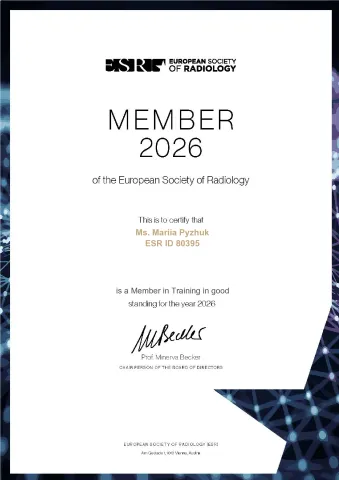 ESR EUROPEAN SOCIETY
OF RADIOLOGY
MEMBER
2026
of the European Society of Radiology
This is to certify that
Ms. Mariia Pyzhuk
ESR ID 80395
is a Member in Training in good
standing for the year 2026
MBecker
Prof. Minerva Becker
CHAIRPERSON OF THE BOARD OF DIRECTORS
EUROPEAN SOCIETY OF RADIOLOGY (ESR)
Am Gestade 1, 1010 Vienna, Austria